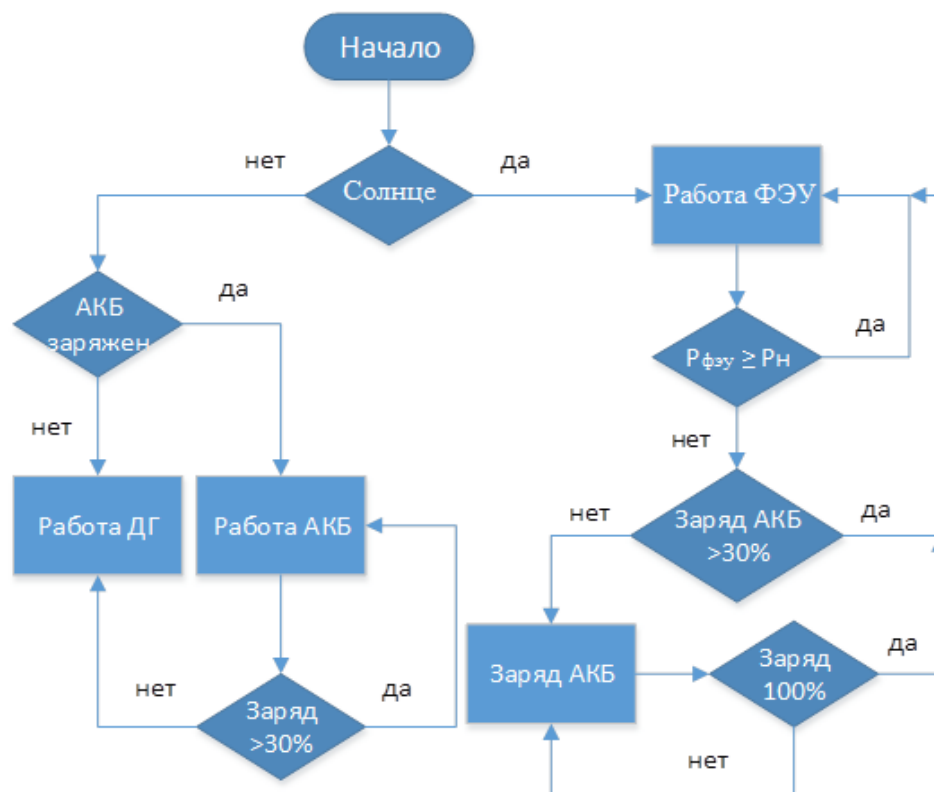 Начало
нет
да
Солнце
Работа ФЭУ
АКБ
заряжен
да
Pфэу ≥ Pн
да
нет
нет
Работа ДГ
Работа АКБ
нет
Заряд АКБ
>30%
да
нет
Заряд
>30%
да
Заряд АКБ
Заряд
100%
да
нет